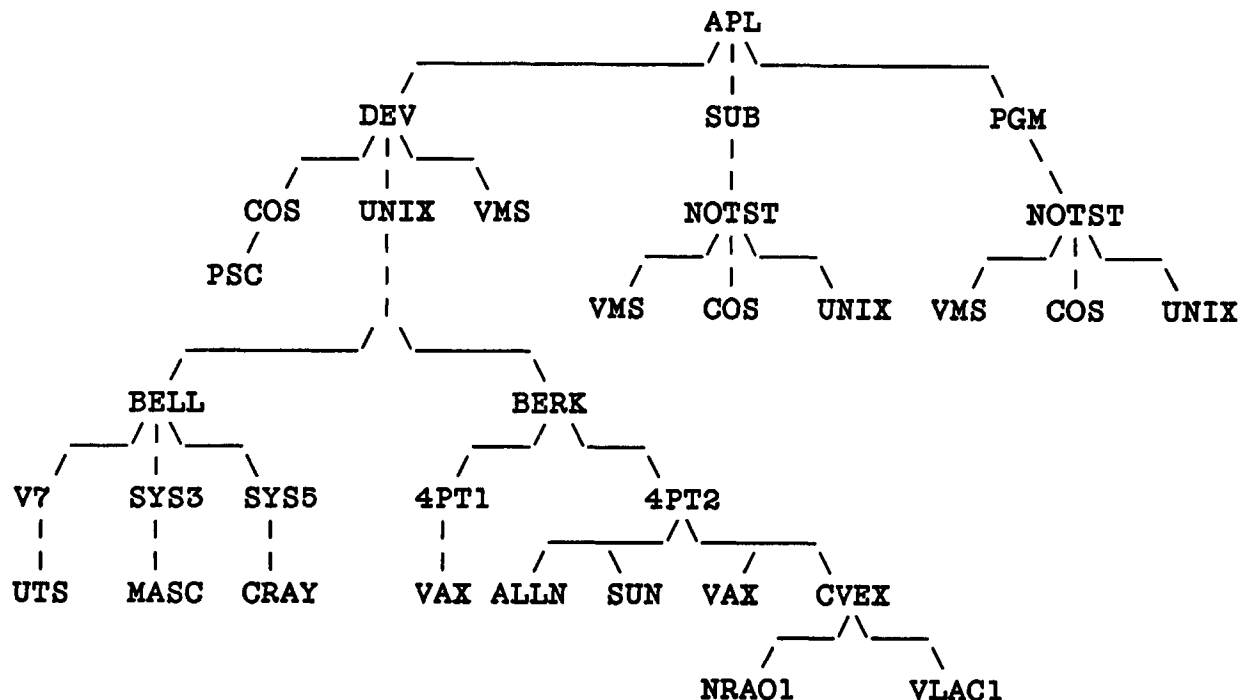 APL
DEV SUB PGM
COS UNIX VMS NOTST NOTST
PSC
VMS COS UNIX VMS COS UNIX
BELL BERK
V7 SYS3 SYS5 4PT1 4PT2
UTS MASC CRAY VAX ALLN SUN VAX CVEX
NRAO1 VLAC1